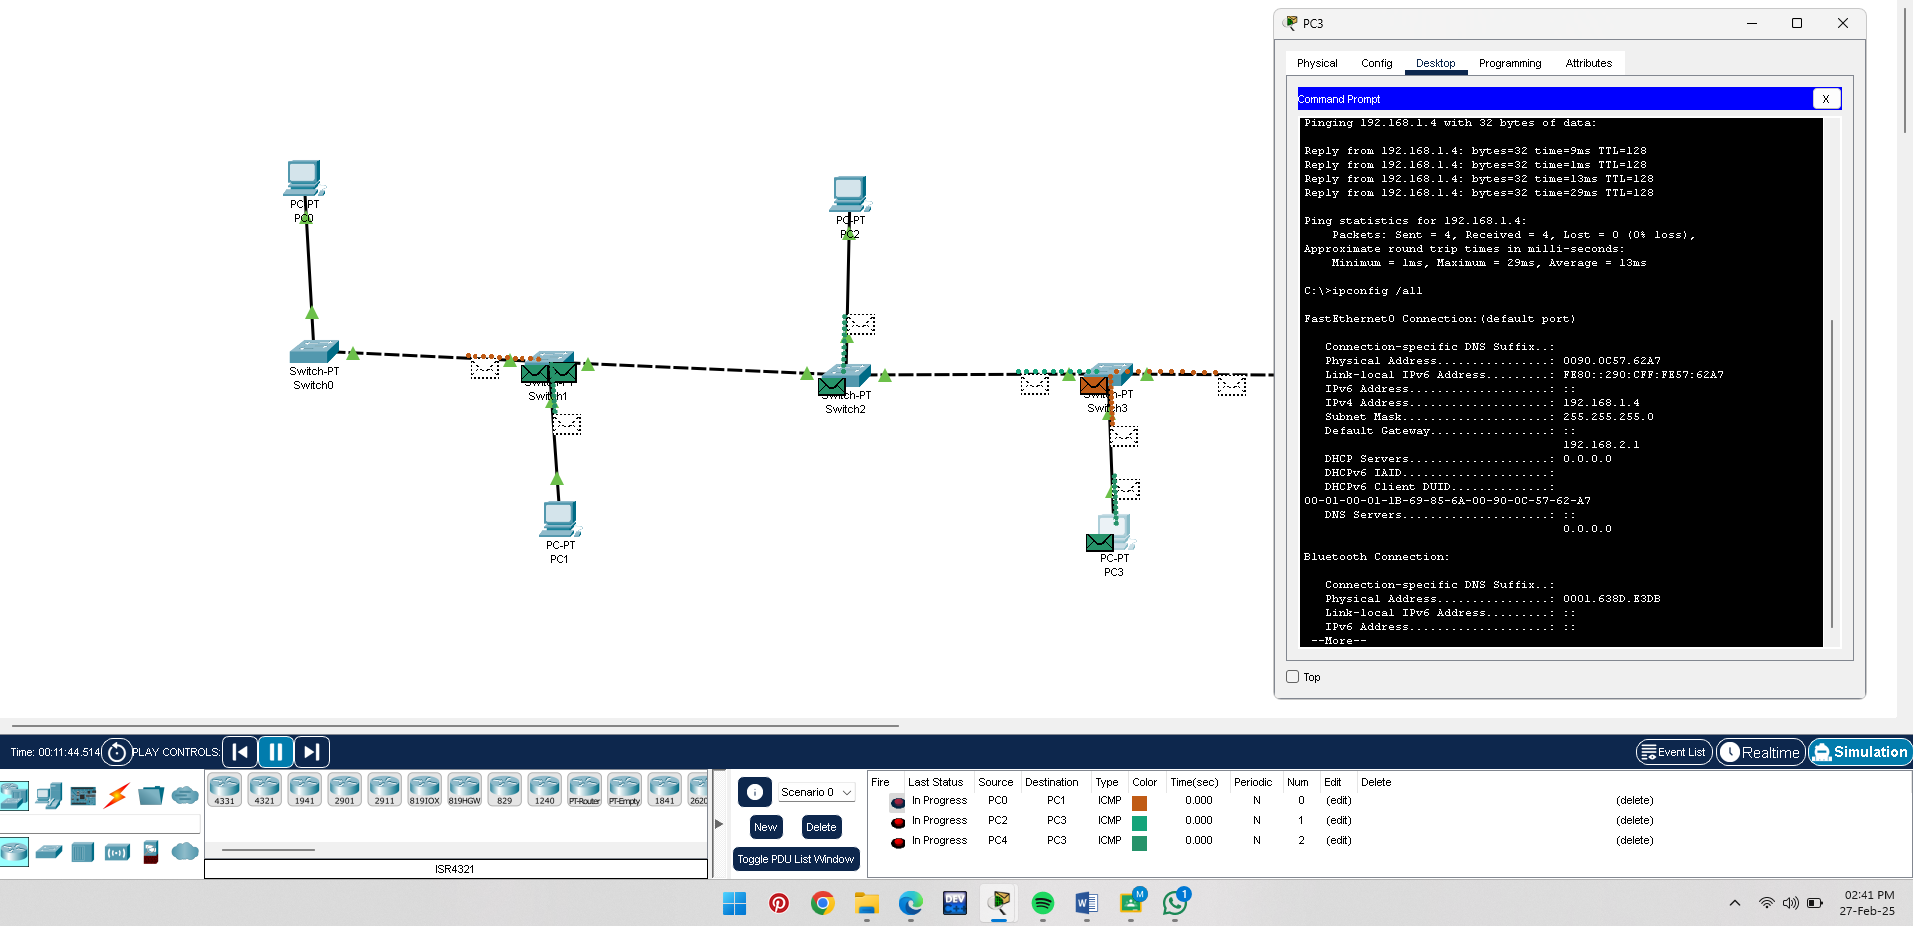 PC3
Physical Config Desktop Programming Attributes
Command Prompt X
Pinging 192.168.1.4 with 32 bytes of data:
Reply from 192.168.1.4: bytes=32 time=9ms TTL=128
Reply from 192.168.1.4: bytes=32 time=1ms TTL=128
Reply from 192.168.1.4: bytes=32 time=13ms TTL=128
Reply from 192.168.1.4: bytes=32 time=29ms TTL=128
Ping statistics for 192.168.1.4:
Packets: Sent = 4, Received = 4, Lost = 0 (0% loss),
Approximate round trip times in milli-seconds:
Minimum = 1ms, Maximum = 29ms, Average = 13ms
C:\>ipconfig /all
FastEthernet0 Connection:(default port)
Connection-specific DNS Suffix..:
Physical Address................: 0090.0C57.62A7
Link-local IPv6 Address.........: FE80::290:CFF:FE57:62A7
IPv6 Address....................: ::
IPv4 Address....................: 192.168.1.4
Subnet Mask.....................: 255.255.255.0
Default Gateway.................: ::
192.168.2.1
DHCP Servers....................: 0.0.0.0
DHCPv6 IAID.....................:
DHCPv6 Client DUID..............:
00-01-00-01-1B-69-85-6A-00-90-0C-57-62-A7
DNS Servers.....................: ::
0.0.0.0
Bluetooth Connection:
Connection-specific DNS Suffix..:
Physical Address................: 0001.638D.E3DB
Link-local IPv6 Address.........: ::
IPv6 Address....................: ::
--More--
Top
PC-PT
PC0
PC-PT
PC2
Switch-PT
Switch0
Switch-PT
Switch1
Switch-PT
Switch2
Switch-PT
Switch3
PC-PT
PC1
PC-PT
PC3
Time: 00:11:44.514 PLAY CONTROLS:
Event List Realtime Simulation
4331 4321 1941 2901 2911 819IOX 819HGW 829 1240 PT-Router PT-Empty 1841 2620
ISR4321
Scenario 0
New Delete
Toggle PDU List Window
Fire Last Status Source Destination Type Color Time(sec) Periodic Num Edit Delete
In Progress PC0 PC1 ICMP 0.000 N 0 (edit) (delete)
In Progress PC2 PC3 ICMP 0.000 N 1 (edit) (delete)
In Progress PC4 PC3 ICMP 0.000 N 2 (edit) (delete)
DEV
M
1
02:41 PM
27-Feb-25